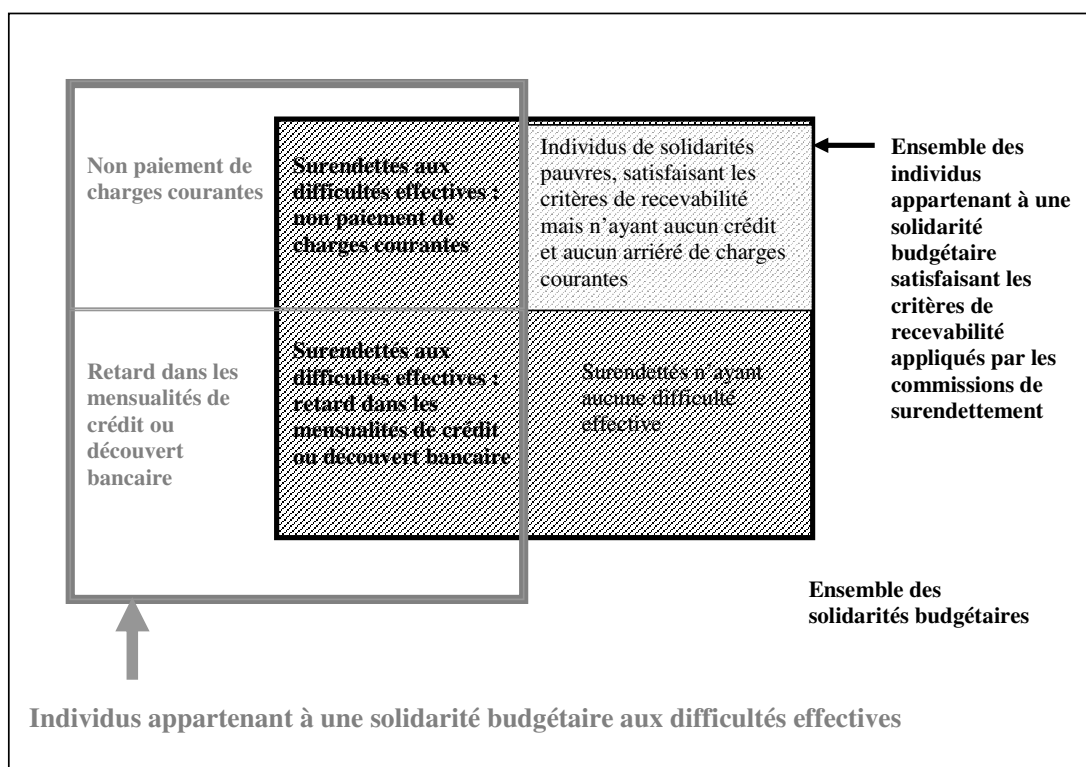 Non paiement de
charges courantes
Surendettes aux
difficultés effectives :
non paiement de
charges courantes
Individus de solidarités
pauvres, satisfaisant les
critères de recevabilité
mais n'ayant aucun crédit
et aucun arriéré de charges
courantes
Ensemble des
individus
appartenant à une
solidarité
budgétaire
satisfaisant les
critères de
recevabilité
appliqués par les
commissions de
surendettement
Retard dans les
mensualités de
crédit ou
découvert
bancaire
Surendettes aux
difficultés effectives :
retard dans les
mensualités de crédit
ou découvert bancaire
Surendettés n'ayant
aucune difficulté
effective
Ensemble des
solidarités budgétaires
Individus appartenant à une solidarité budgétaire aux difficultés effectives